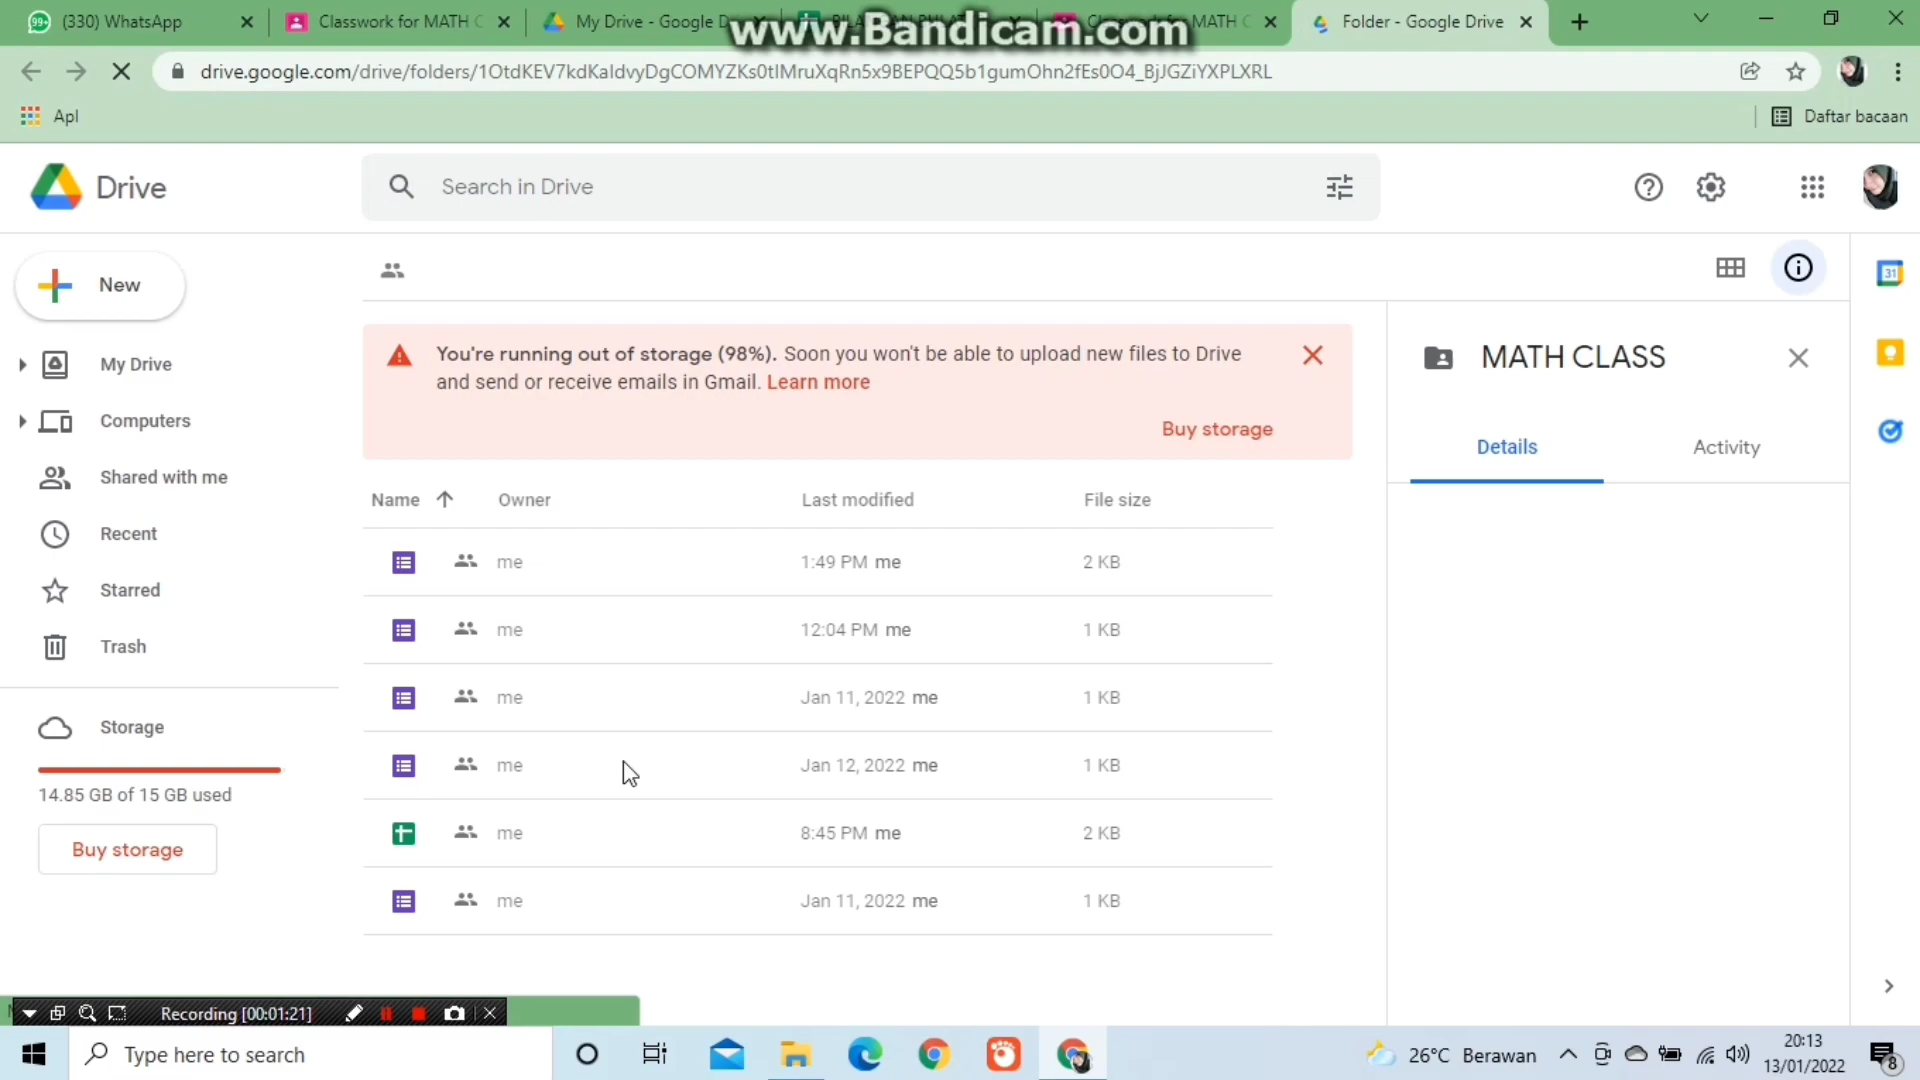 99+ (330) WhatsApp
Classwork for MATH C
My Drive - Google D
Classwork for MATH C
Folder - Google Drive
www.Bandicam.com
drive.google.com/drive/folders/1OtdKEV7kdKaldvyDgCOMYZKs0tIMruXqRn5x9BEPQQ5b1gumOhn2fEs0O4_BjJGZiYXPLXRL
Apl
Daftar bacaan
Drive
Search in Drive
New
My Drive
Computers
Shared with me
Recent
Starred
Trash
Storage
14.85 GB of 15 GB used
Buy storage
You're running out of storage (98%). Soon you won't be able to upload new files to Drive
and send or receive emails in Gmail. Learn more
Buy storage
Name Owner Last modified File size
me 1:49 PM me 2 KB
me 12:04 PM me 1 KB
me Jan 11, 2022 me 1 KB
me Jan 12, 2022 me 1 KB
me 8:45 PM me 2 KB
me Jan 11, 2022 me 1 KB
MATH CLASS
Details Activity
31
Recording [00:01:21]
Type here to search
26°C Berawan
20:13
13/01/2022
8